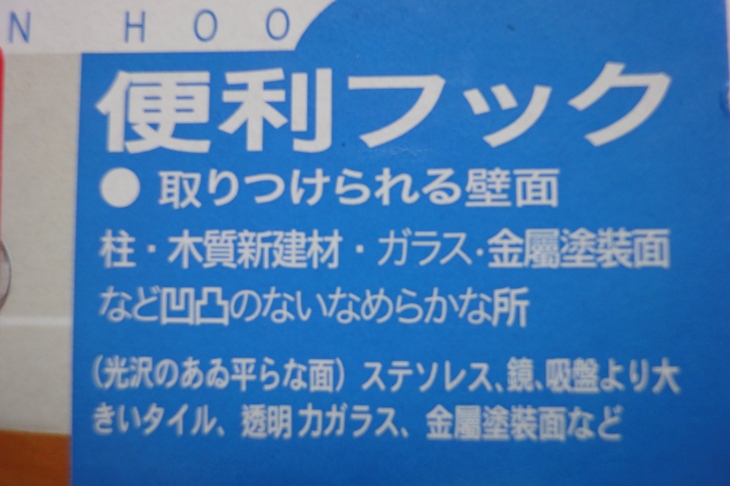 N HOO
便利フック
● 取りつけられる壁面
柱・木質新建材・ガラス・金屬塗裝面
など凹凸のないなめらかな所
(光沢のあゐ平らな面) ステソレス、鏡、吸盤より大
きいタイル、透明力ガラス、金屬塗裝面など